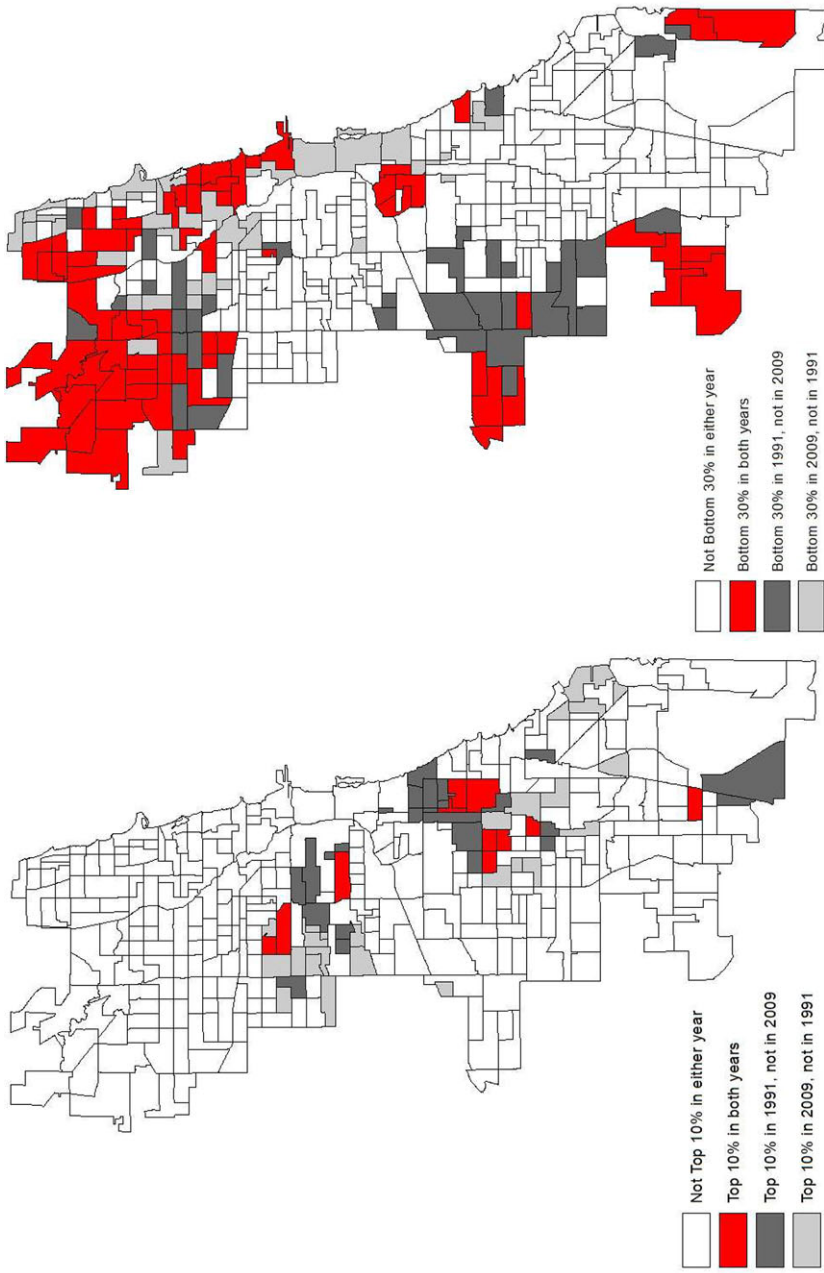 Not Top 10% in either year
Top 10% in both years
Top 10% in 1991, not in 2009
Top 10% in 2009, not in 1991
Not Bottom 30% in either year
Bottom 30% in both years
Bottom 30% in 1991, not in 2009
Bottom 30% in 2009, not in 1991